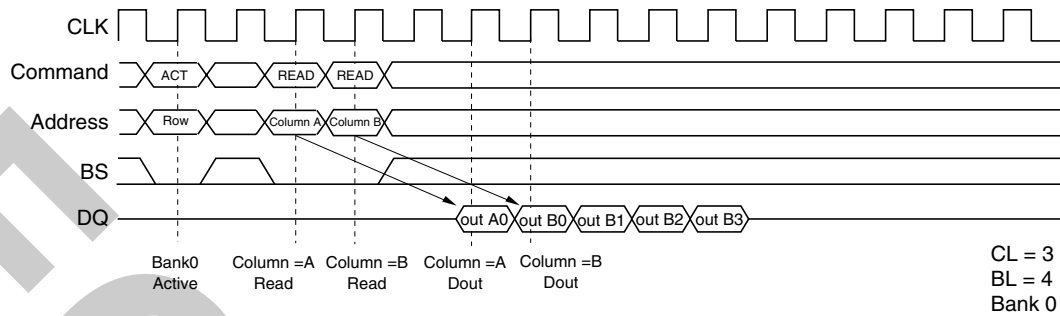 CLK
Command ACT READ READ
Address Row Column A Column B
BS
DQ out A0 out B0 out B1 out B2 out B3
Bank0 Column =A Column =B Column =A Column =B
Active Read Read Dout Dout
CL = 3
BL = 4
Bank 0